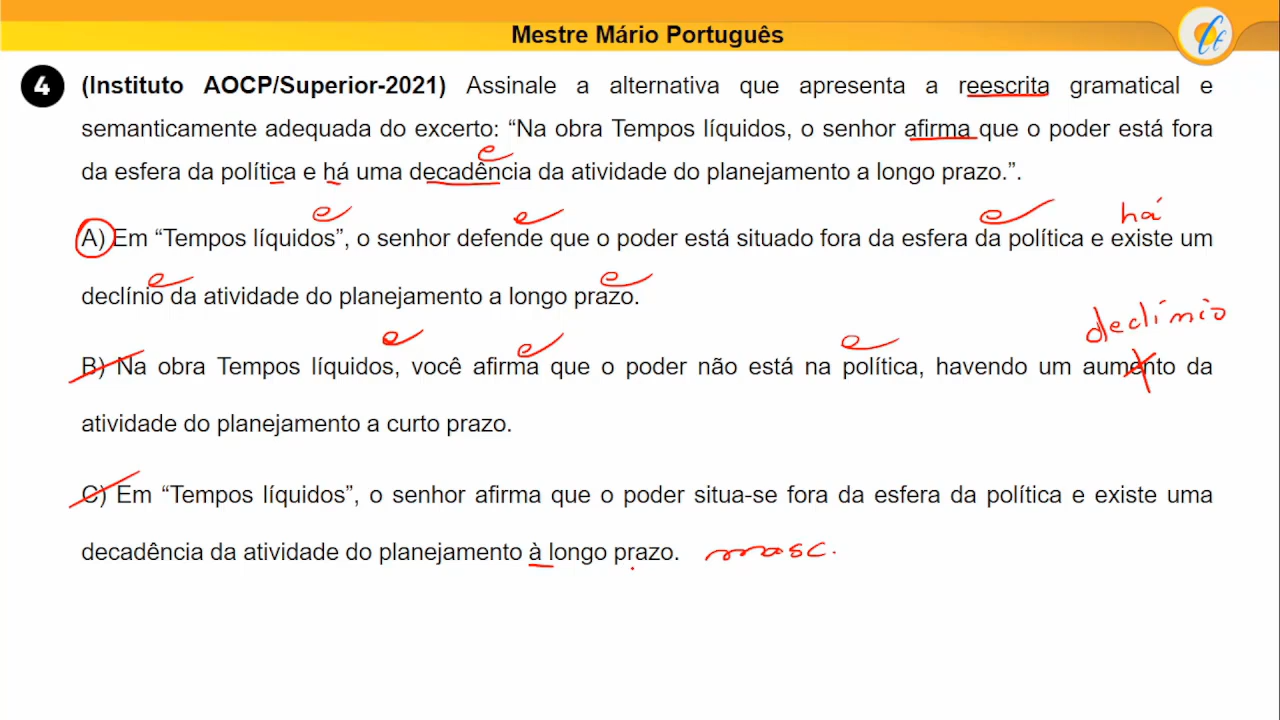 Mestre Mário Português
4 (Instituto AOCP/Superior-2021) Assinale a alternativa que apresenta a reescrita gramatical e
semanticamente adequada do excerto: “Na obra Tempos líquidos, o senhor afirma que o poder está fora
da esfera da política e há uma decadência da atividade do planejamento a longo prazo.”.
há
A) Em “Tempos líquidos”, o senhor defende que o poder está situado fora da esfera da política e existe um
declínio da atividade do planejamento a longo prazo.
declínio
B) Na obra Tempos líquidos, você afirma que o poder não está na política, havendo um aumento da
atividade do planejamento a curto prazo.
C) Em “Tempos líquidos”, o senhor afirma que o poder situa-se fora da esfera da política e existe uma
decadência da atividade do planejamento à longo prazo. masc.